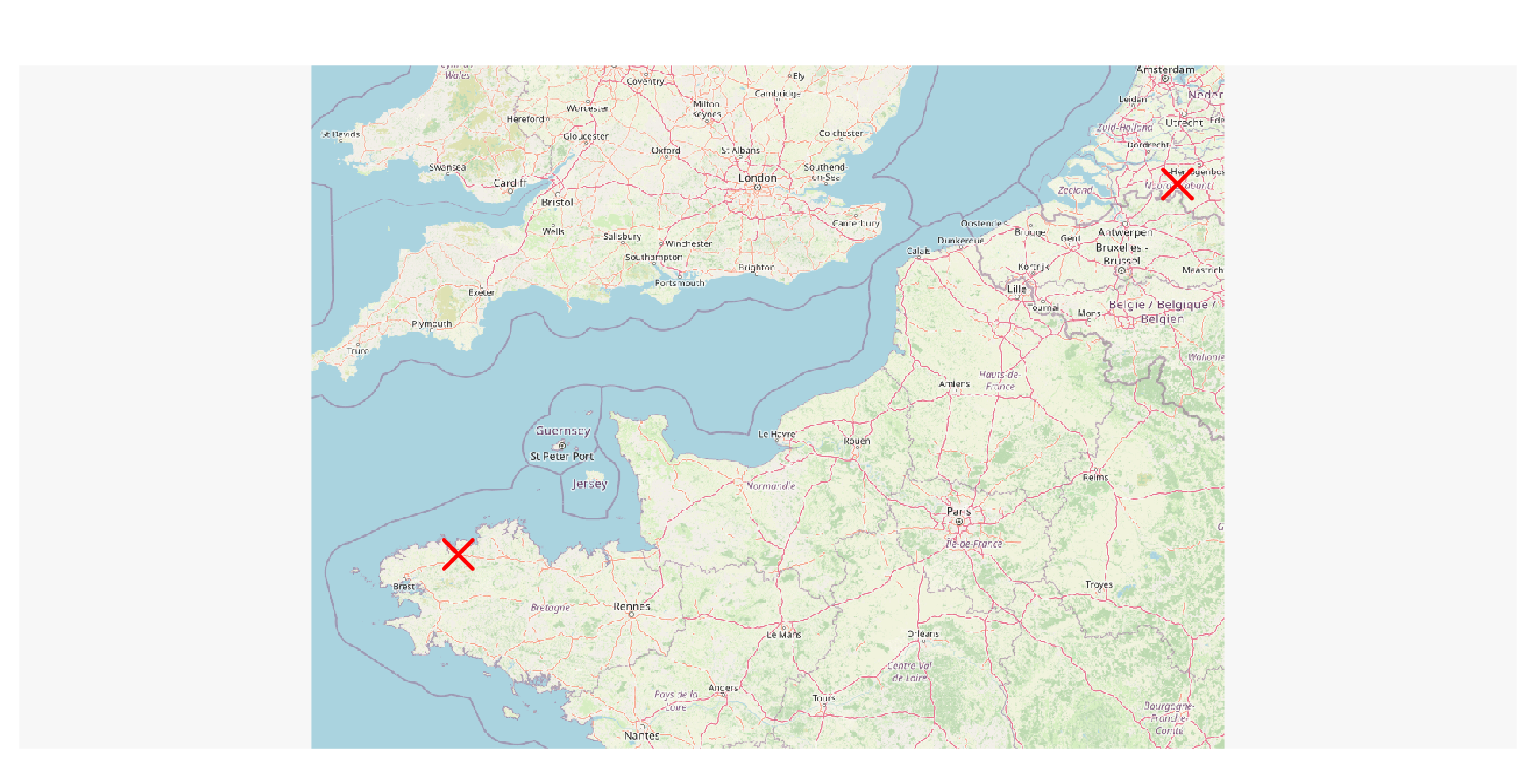 Wales
Coventry
Ely
Amsterdam
Cambridge
Leiden
Neder
Worcester
Milton
Keynes
Hereford
Utrecht
Zuid-Holland
St Davids
Gloucester
Colchester
Dordrecht
Oxford
St Albans
Swansea
London
Southend-
on-Sea
Cardiff
Zeeland
Bristol
Canterbury
Wells
Salisbury
Winchester
Oostende
Brugge
Gent
Antwerpen
Dunkerque
Calais
Bruxelles -
Brussel
Southampton
Brighton
Kortrijk
Maastrich
Portsmouth
Exeter
Lille
Tournai
Mons
België / Belgique /
Belgien
Plymouth
Truro
Wallonie
Hauts-de-
France
Amiens
Guernsey
St Peter Port
Le Havre
Rouen
Jersey
Normandie
Reims
Paris
Île-de-France
Brest
Troyes
Bretagne
Rennes
Le Mans
Orléans
Centre-Val
de Loire
Angers
Pays de la
Loire
Tours
Bourgogne-
Franche-
Comté
Nantes